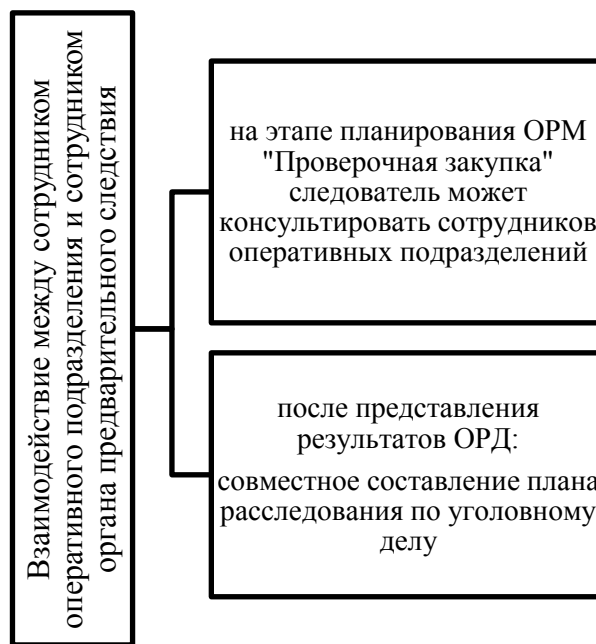 Взаимодействие между сотрудником
оперативного подразделения и сотрудником
органа предварительного следствия
на этапе планирования ОРМ
"Проверочная закупка"
следователь может
консультировать сотрудников
оперативных подразделений
после представления
результатов ОРД:
совместное составление плана
расследования по уголовному
делу